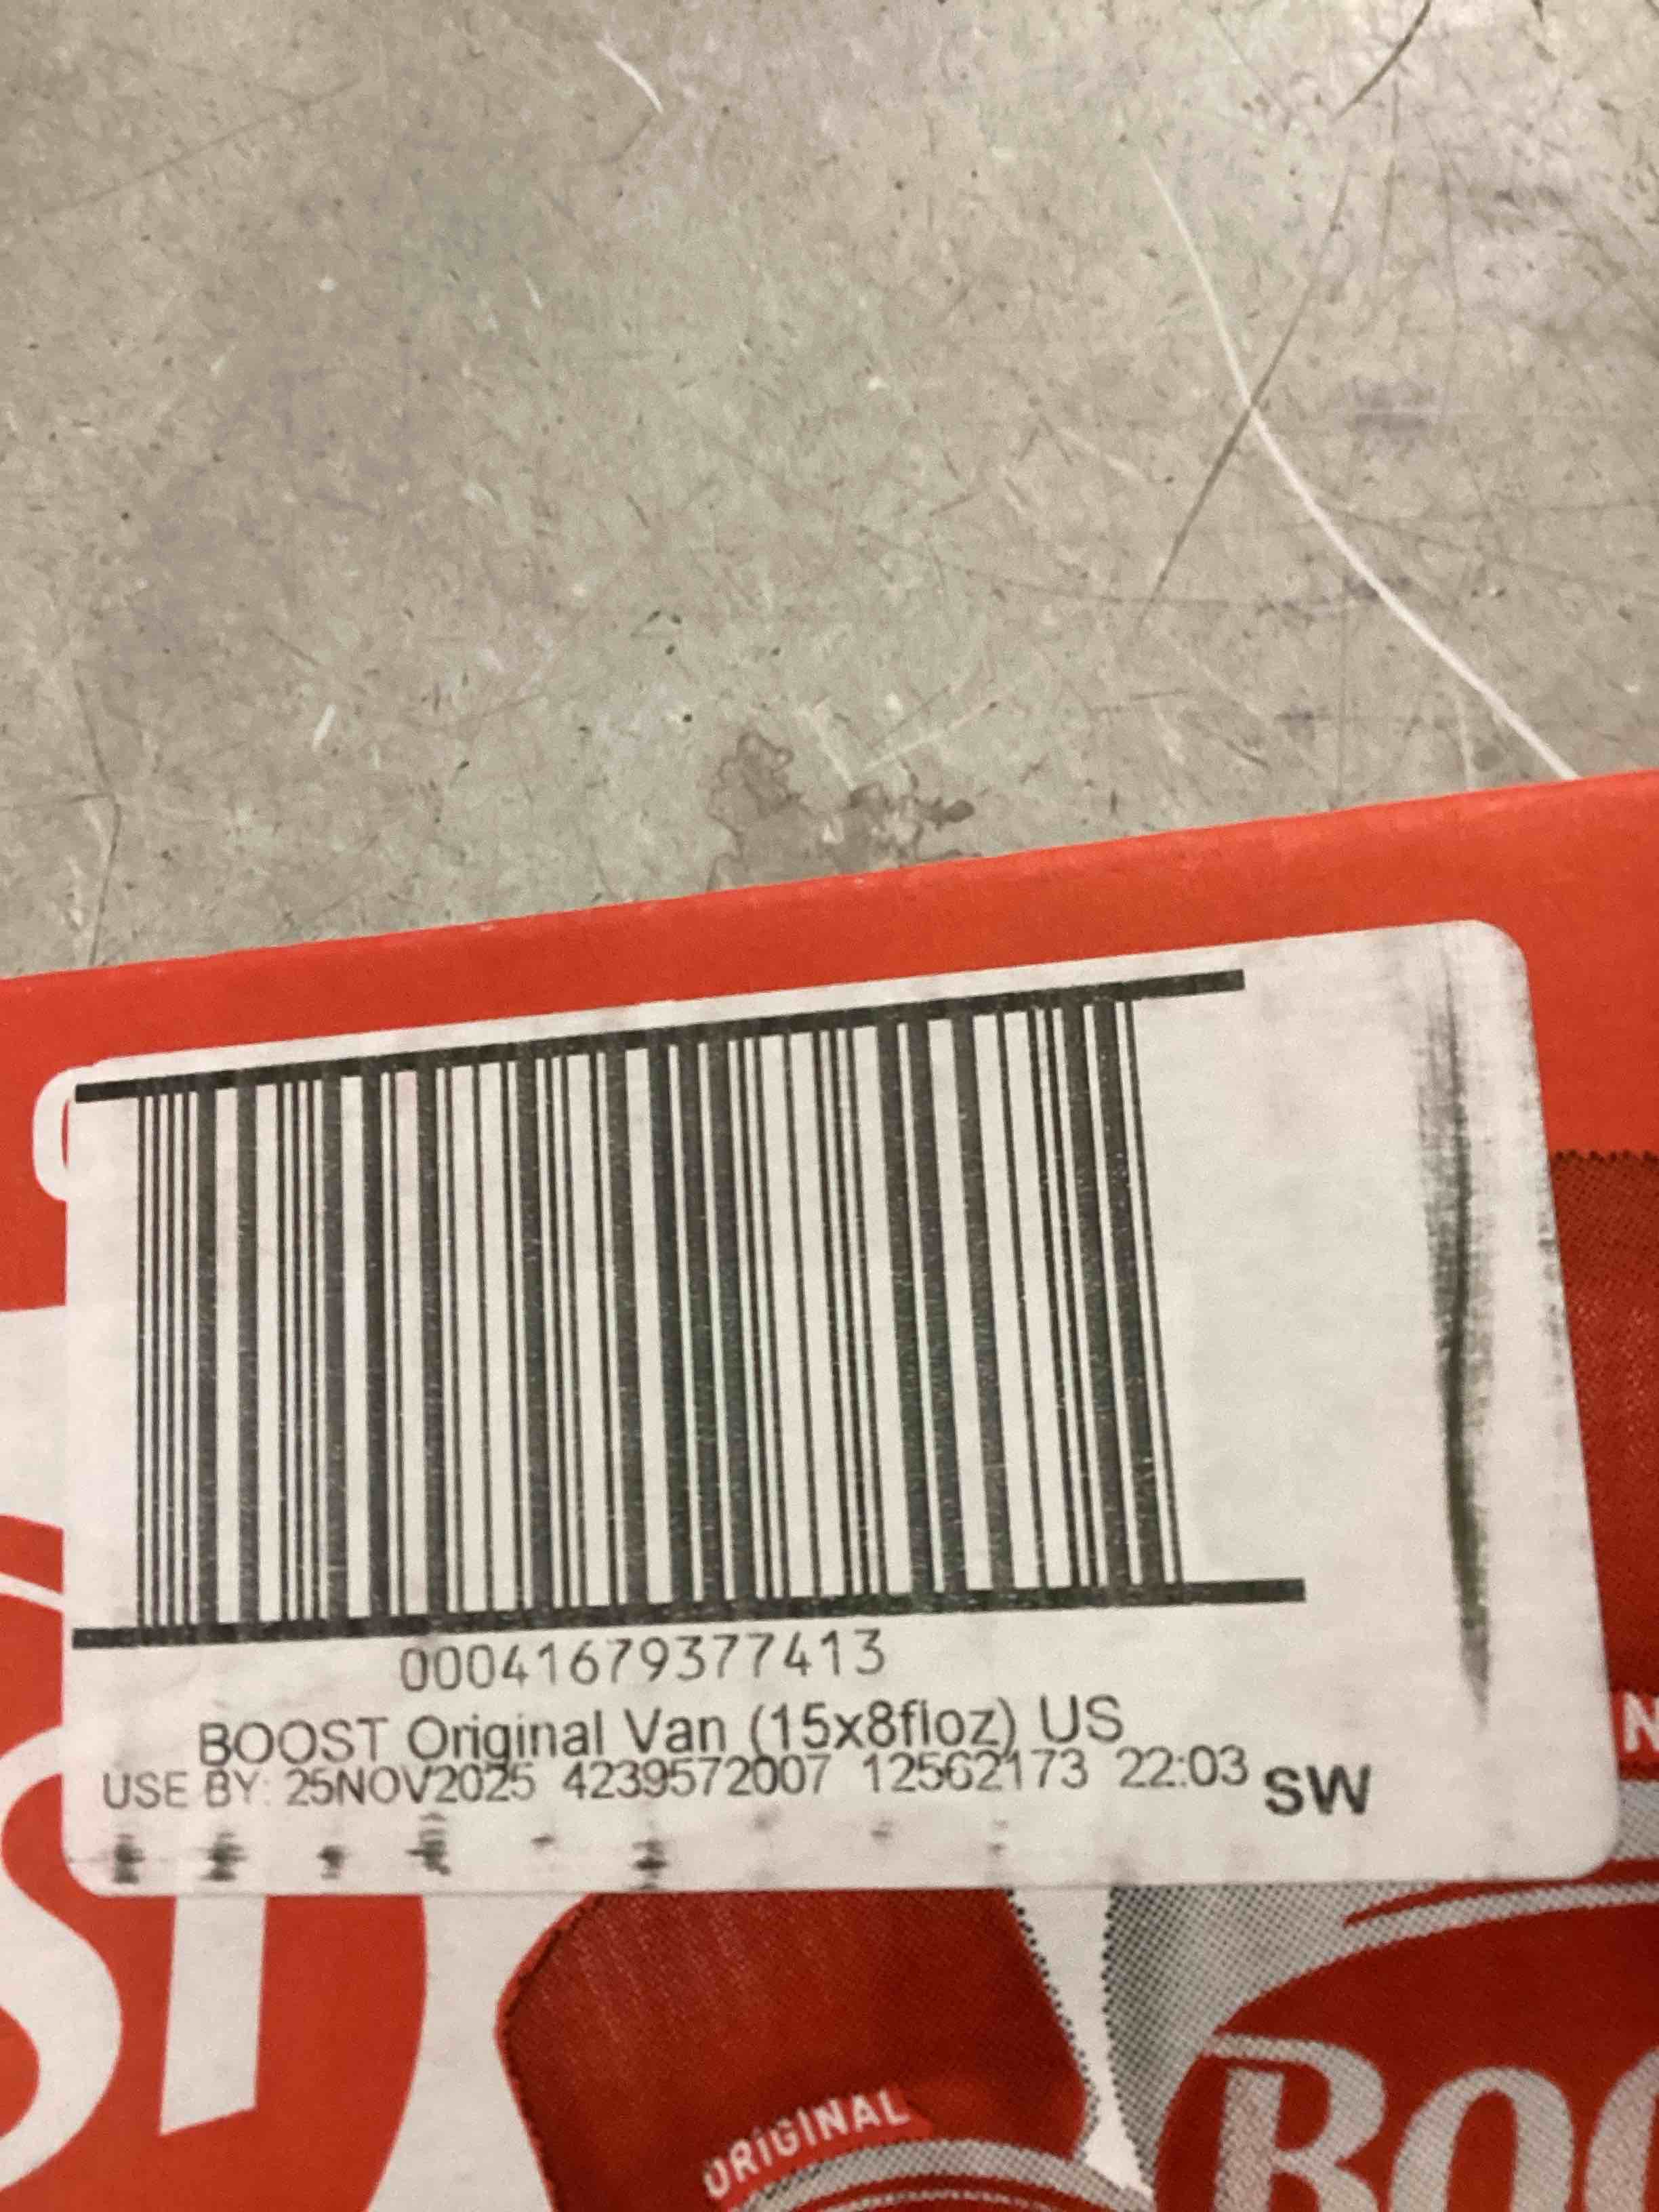 00041679377413
BOOST Original Van (15x8floz) US
USE BY: 25NOV2025 4239572007 12562173 22:03 SW
ORIGINAL